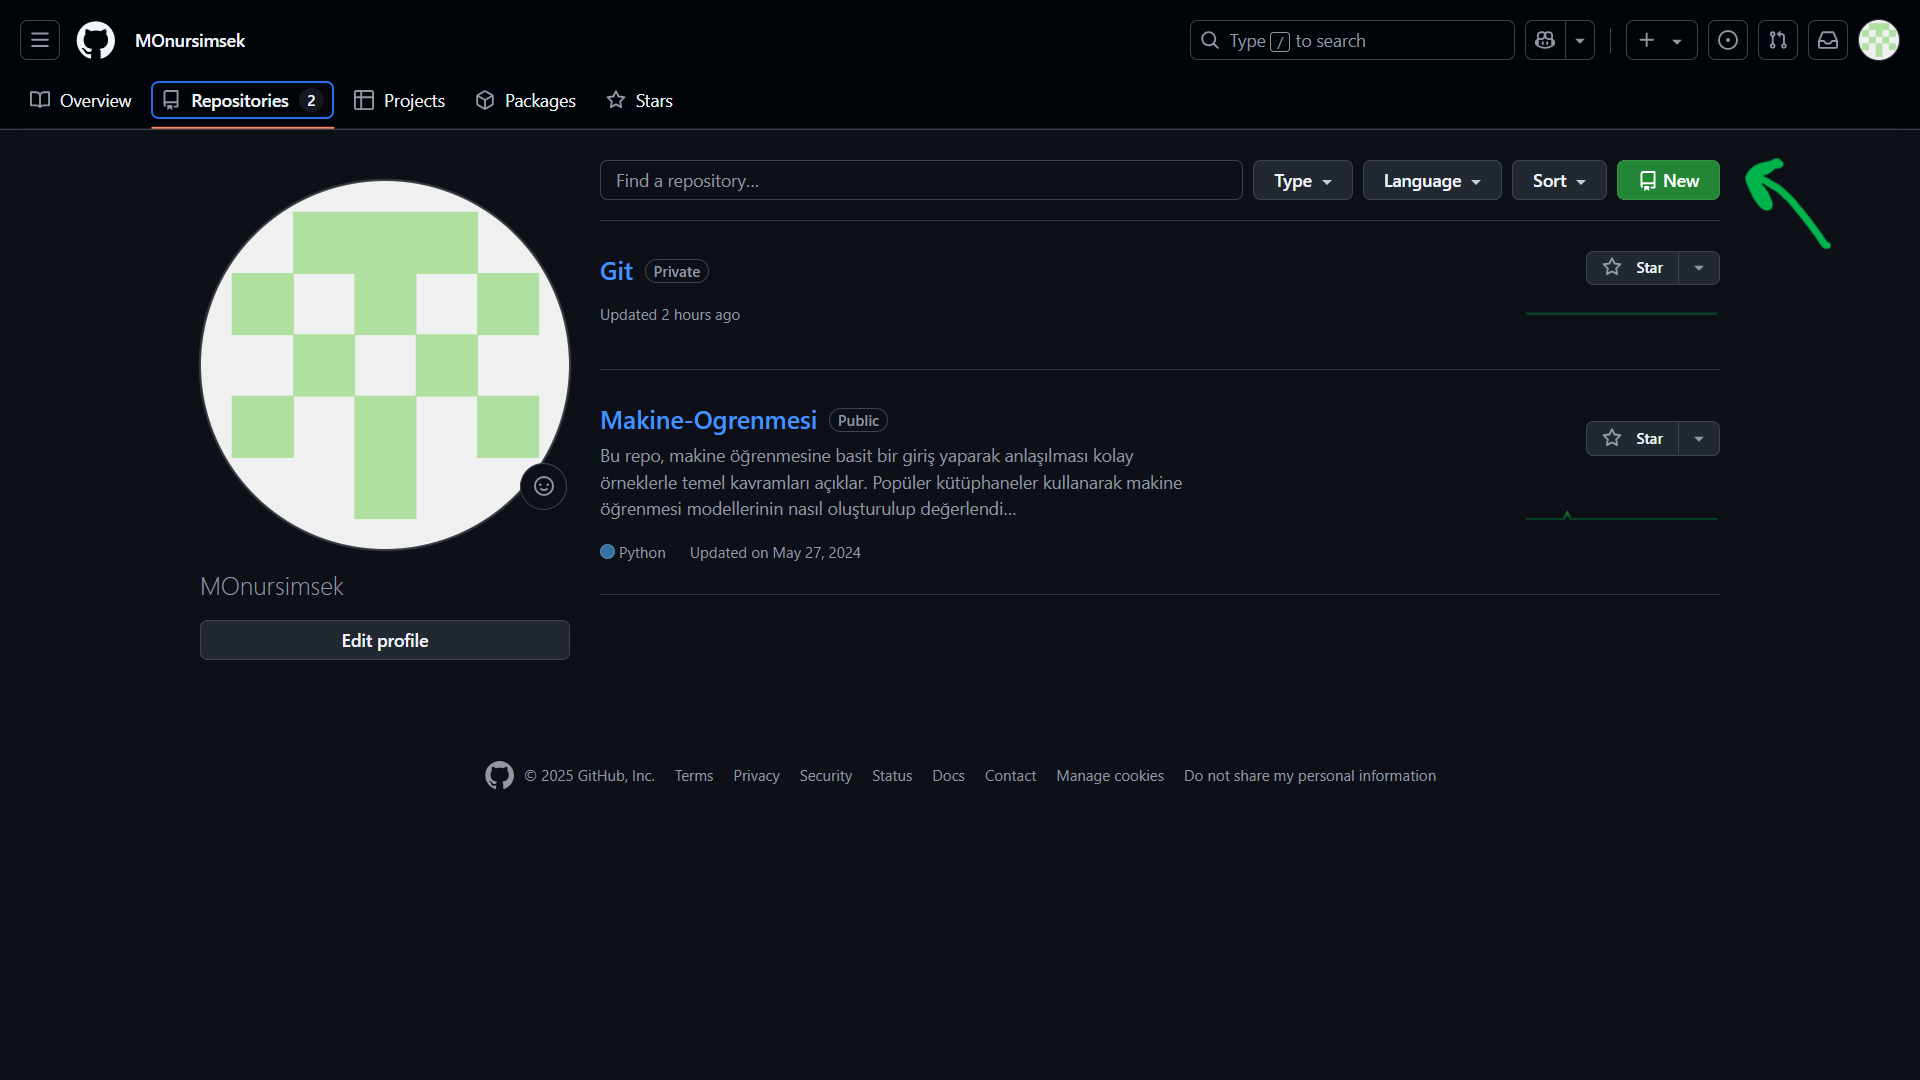 MOnursimsek
Type / to search
Overview
Repositories 2
Projects
Packages
Stars
Find a repository...
Type
Language
Sort
New
Git Private
Star
Updated 2 hours ago
Makine-Ogrenmesi Public
Star
Bu repo, makine öğrenmesine basit bir giriş yaparak anlaşılması kolay
örneklerle temel kavramları açıklar. Popüler kütüphaneler kullanarak makine
öğrenmesi modellerinin nasıl oluşturulup değerlendi...
Python Updated on May 27, 2024
MOnursimsek
Edit profile
© 2025 GitHub, Inc. Terms Privacy Security Status Docs Contact Manage cookies Do not share my personal information